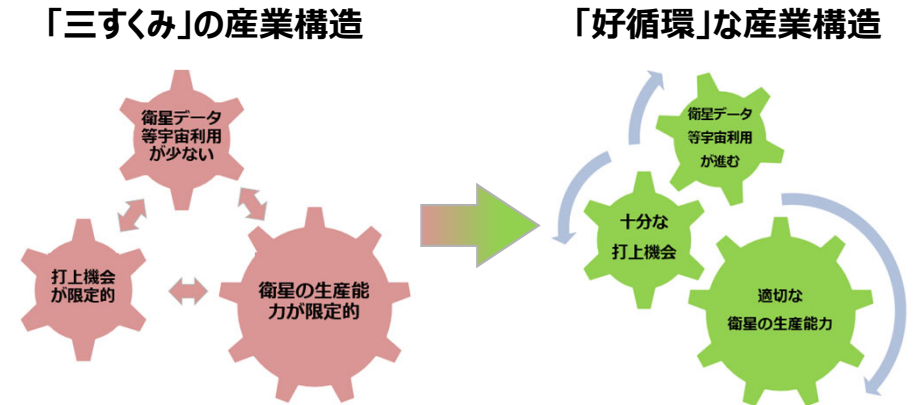 「三すくみ」の産業構造
衛星データ
等宇宙利用
が少ない
打上機会
が限定的
衛星の生産能
力が限定的
「好循環」な産業構造
衛星データ
等宇宙利用
が進む
十分な
打上機会
適切な
衛星の生産能力